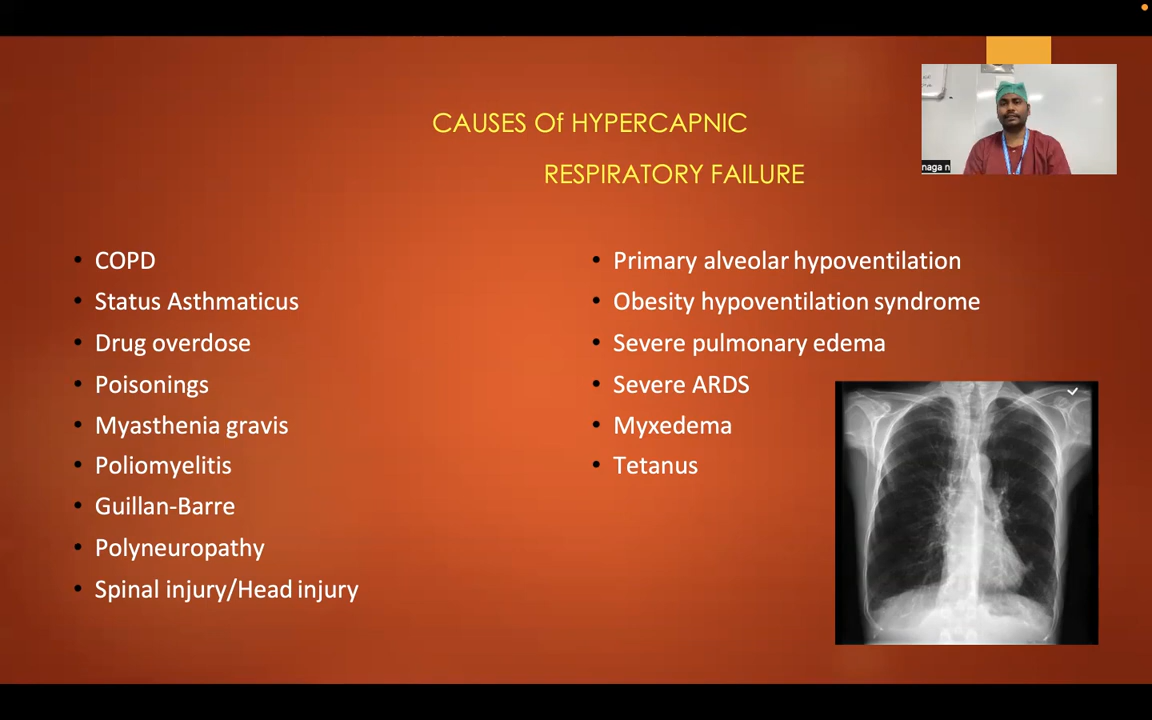 CAUSES Of HYPERCAPNIC
RESPIRATORY FAILURE
naga n
• COPD
• Status Asthmaticus
• Drug overdose
• Poisonings
• Myasthenia gravis
• Poliomyelitis
• Guillan-Barre
• Polyneuropathy
• Spinal injury/Head injury
• Primary alveolar hypoventilation
• Obesity hypoventilation syndrome
• Severe pulmonary edema
• Severe ARDS
• Myxedema
• Tetanus